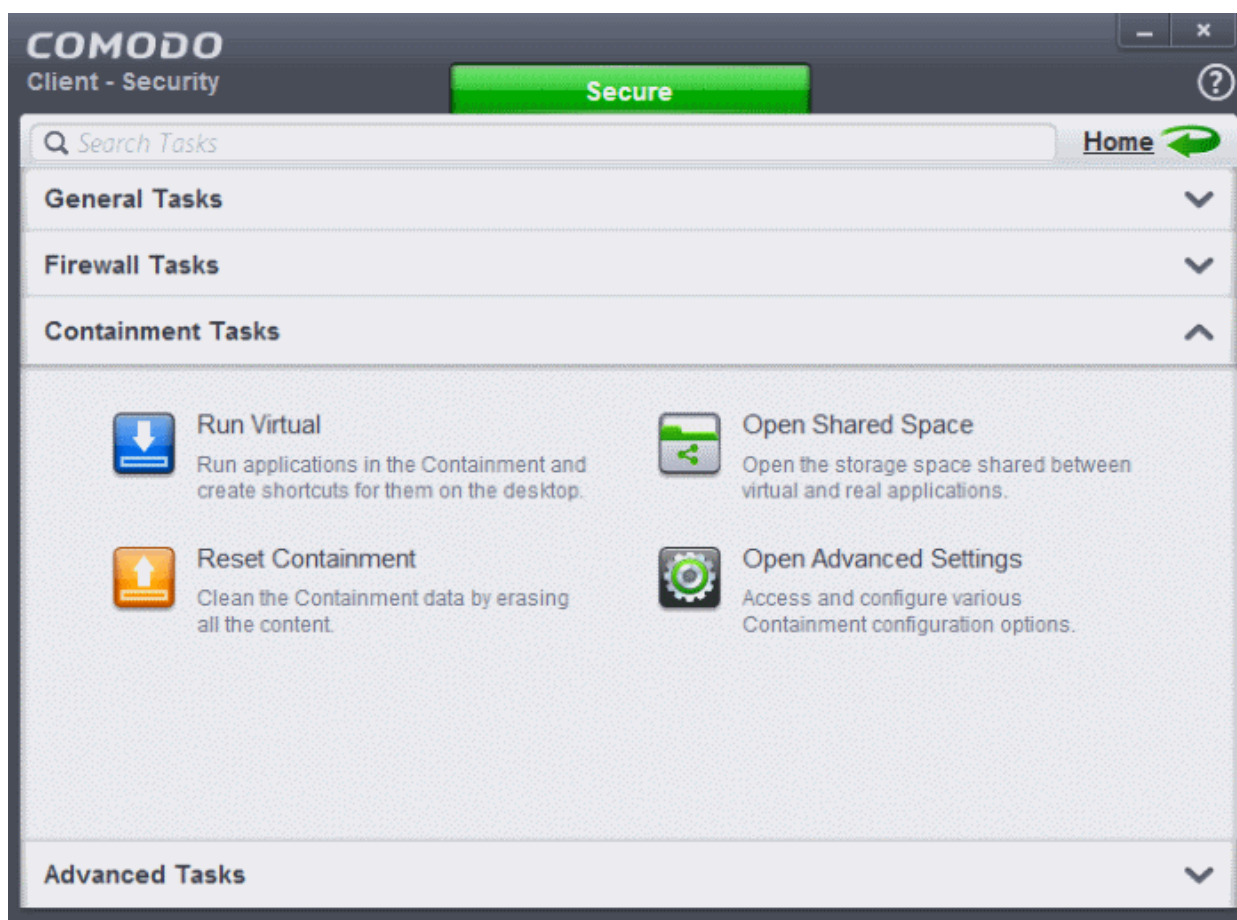 COMODO
Client - Security
Secure
Search Tasks
Home
General Tasks
Firewall Tasks
Containment Tasks
Run Virtual
Run applications in the Containment and
create shortcuts for them on the desktop.
Open Shared Space
Open the storage space shared between
virtual and real applications.
Reset Containment
Clean the Containment data by erasing
all the content.
Open Advanced Settings
Access and configure various
Containment configuration options.
Advanced Tasks